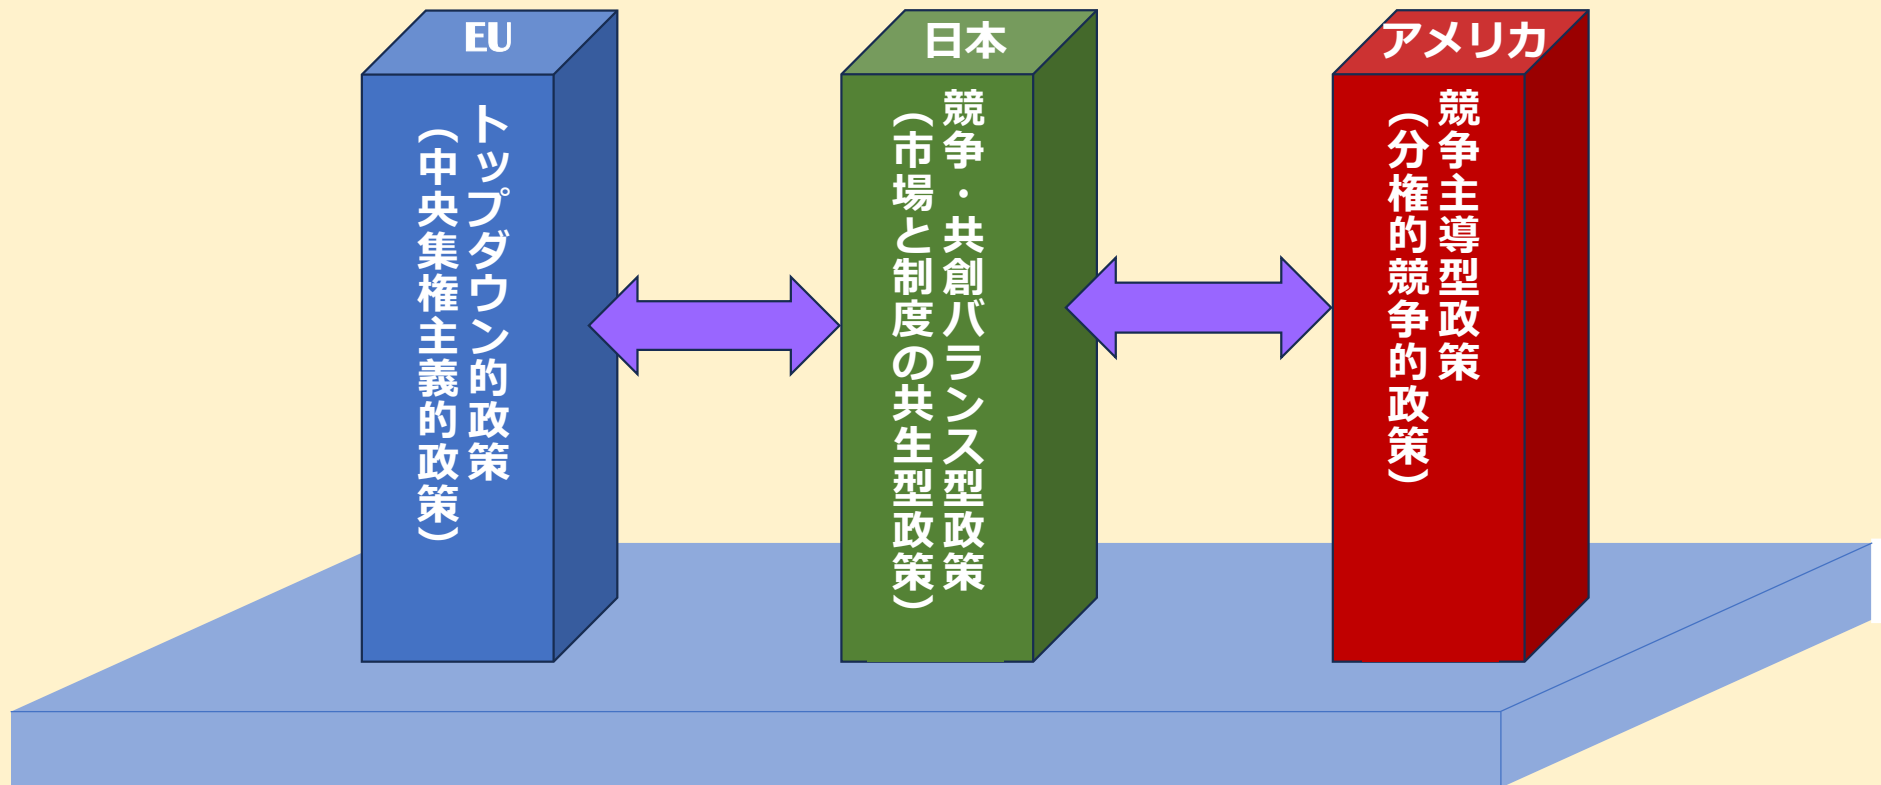 EU
トップダウン的政策
（中央集権主義的政策）
日本
競争・共創バランス型政策
（市場と制度の共生型政策）
アメリカ
競争主導型政策
（分権的競争的政策）